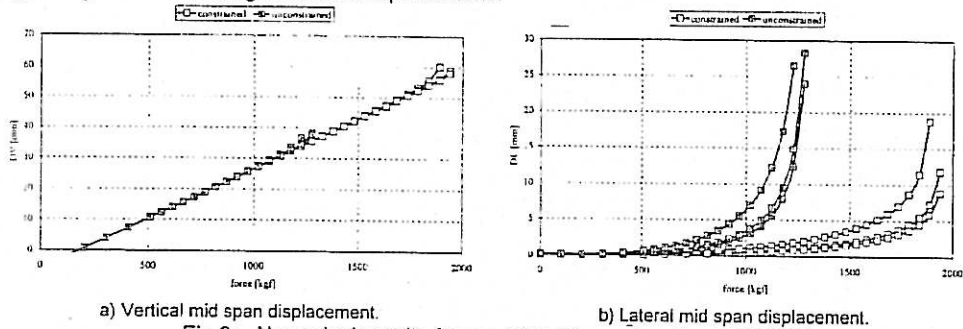 constrained unconstrained
constrained unconstrained
70
60
50
40
30
20
10
0
DV [mm]
0 500 1000 1500 2000
force [kgf]
30
25
20
15
10
5
0
DL [mm]
0 500 1000 1500 2000
force [kgf]
a) Vertical mid span displacement.
b) Lateral mid span displacement.